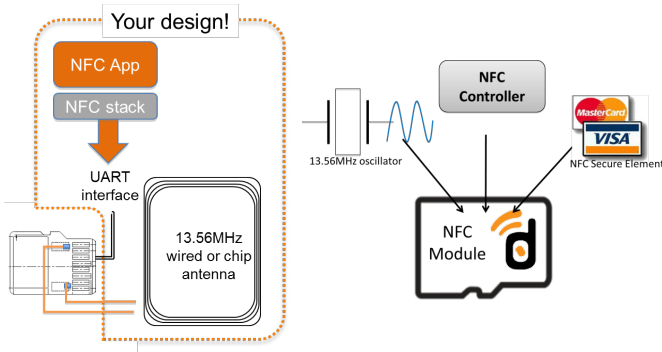 Your design!
NFC App
NFC stack
UART
interface
13.56MHz
wired or chip
antenna
NFC
Controller
13.56MHz oscillator
MasterCard
VISA
NFC Secure Element
NFC
Module
d